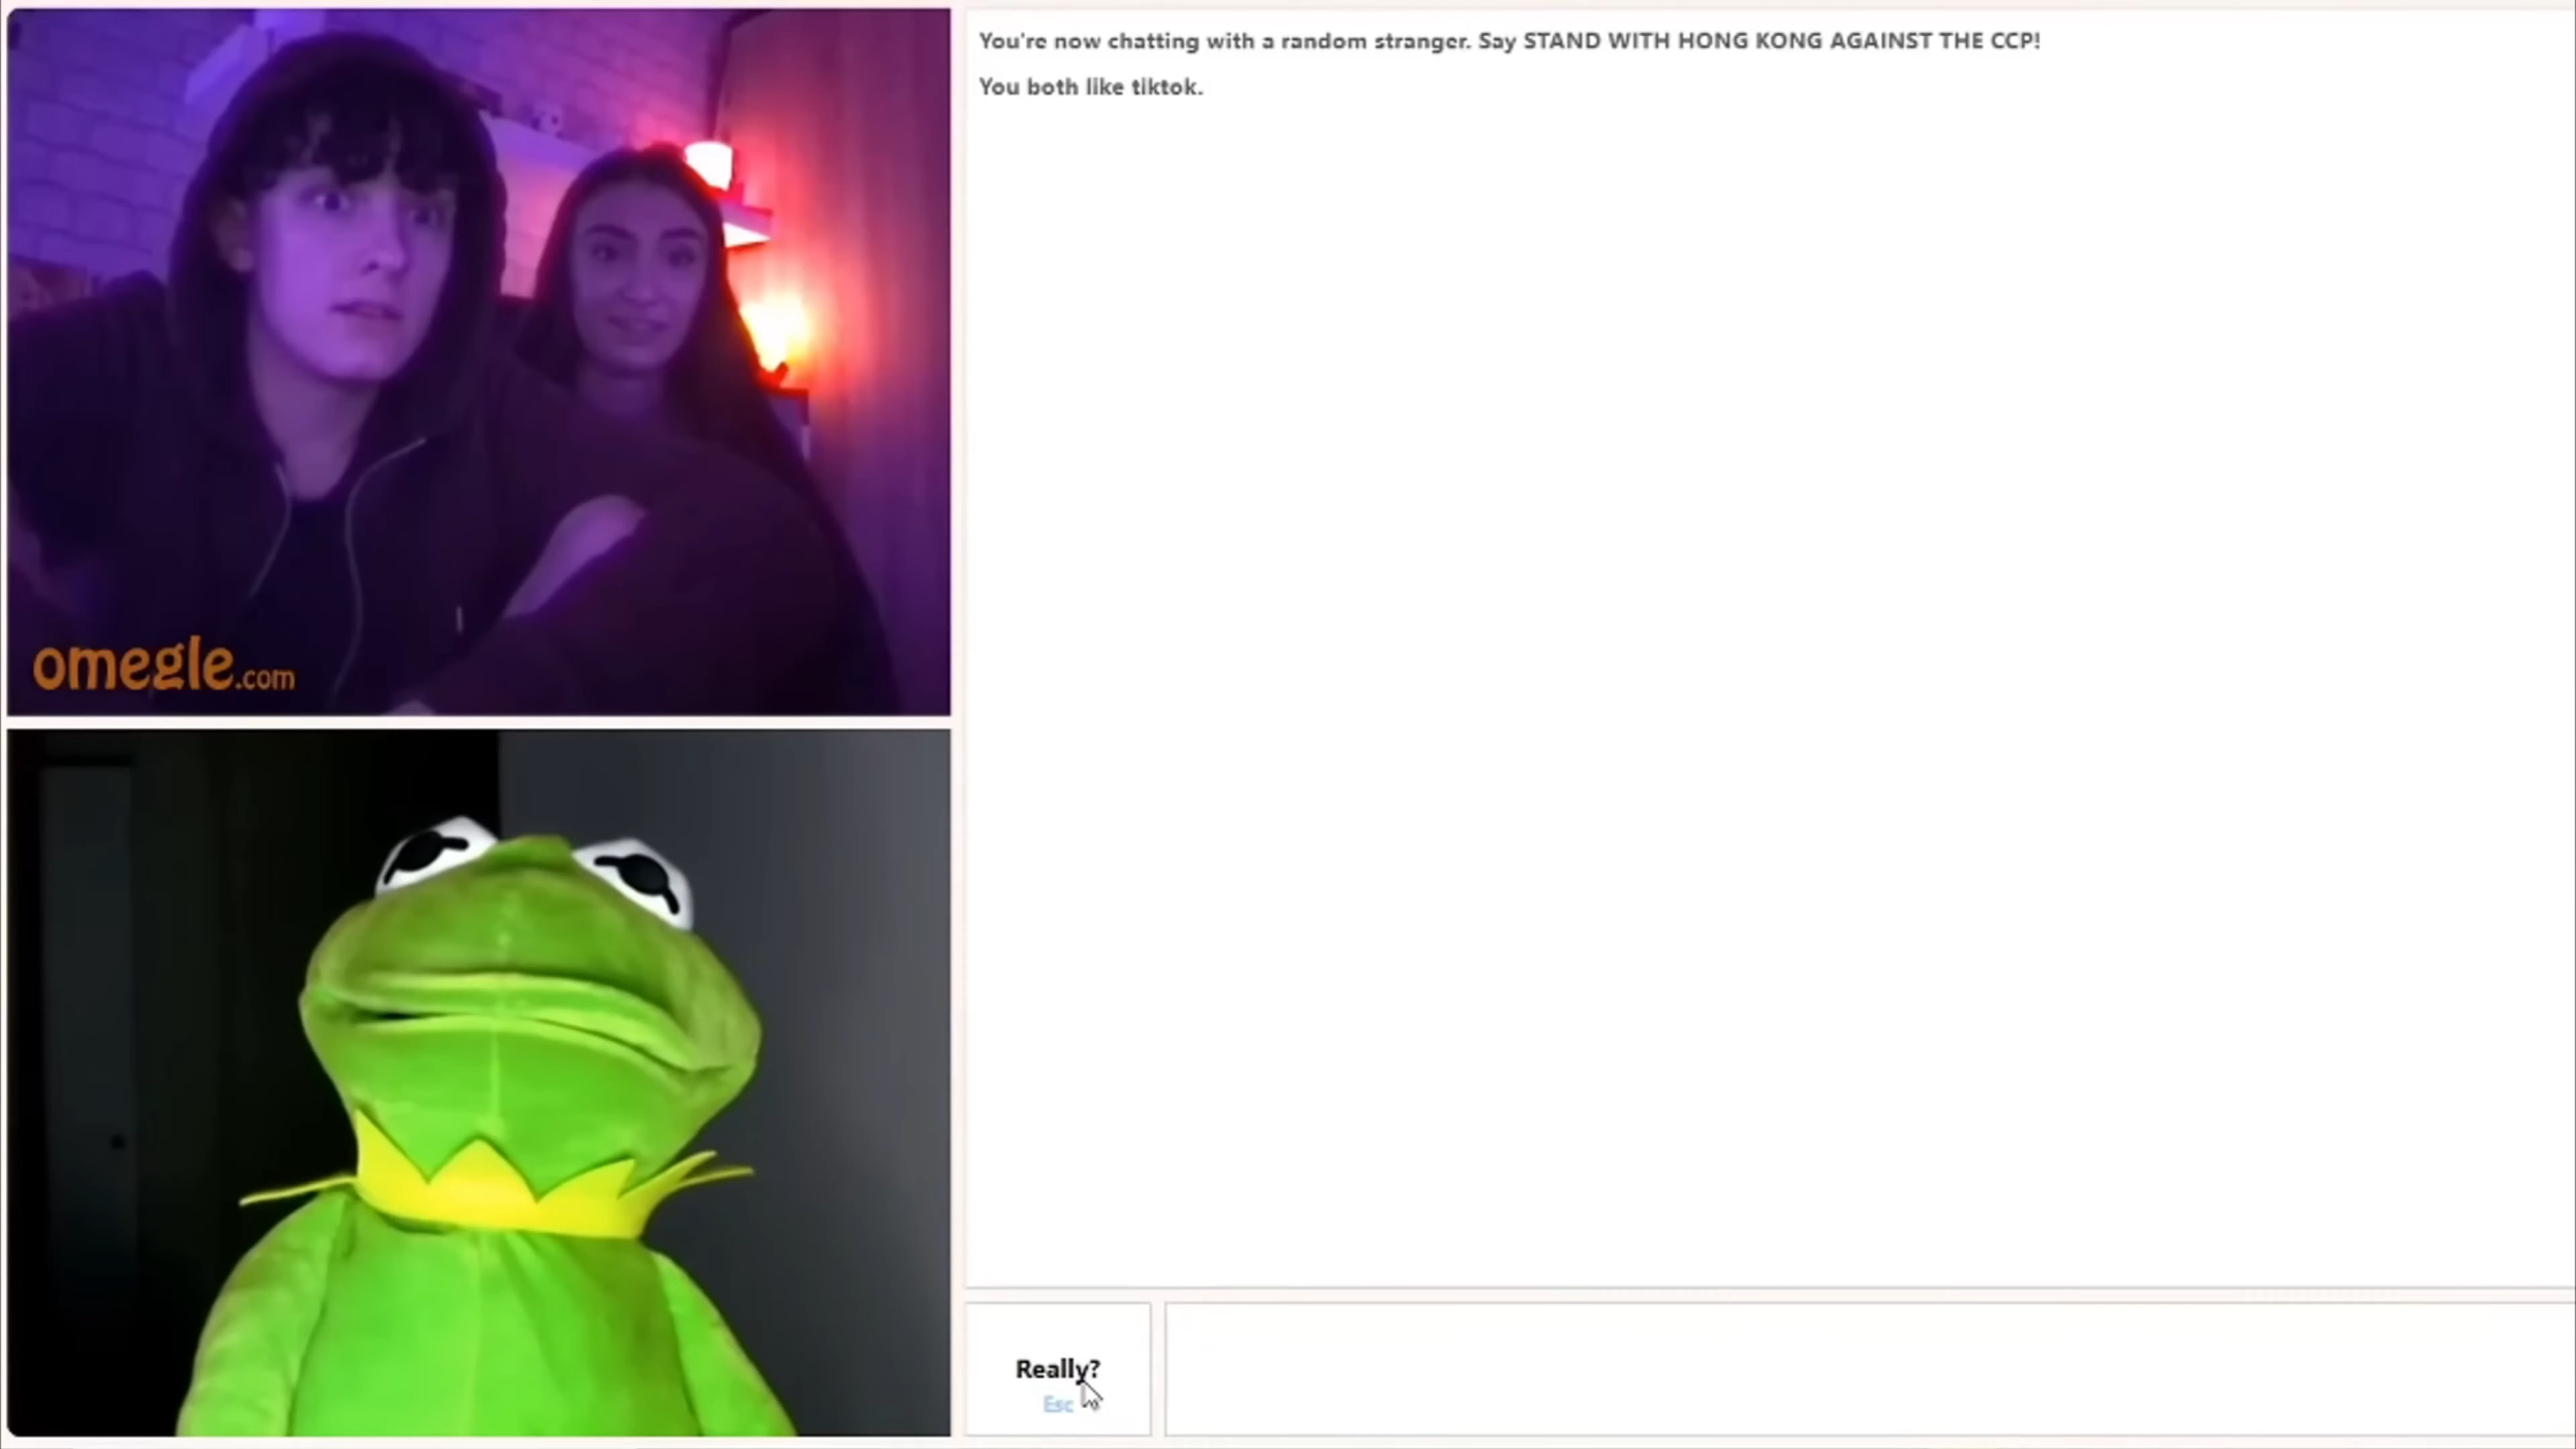 You're now chatting with a random stranger. Say STAND WITH HONG KONG AGAINST THE CCP!
You both like tiktok.
omegle.com
Really?
Esc